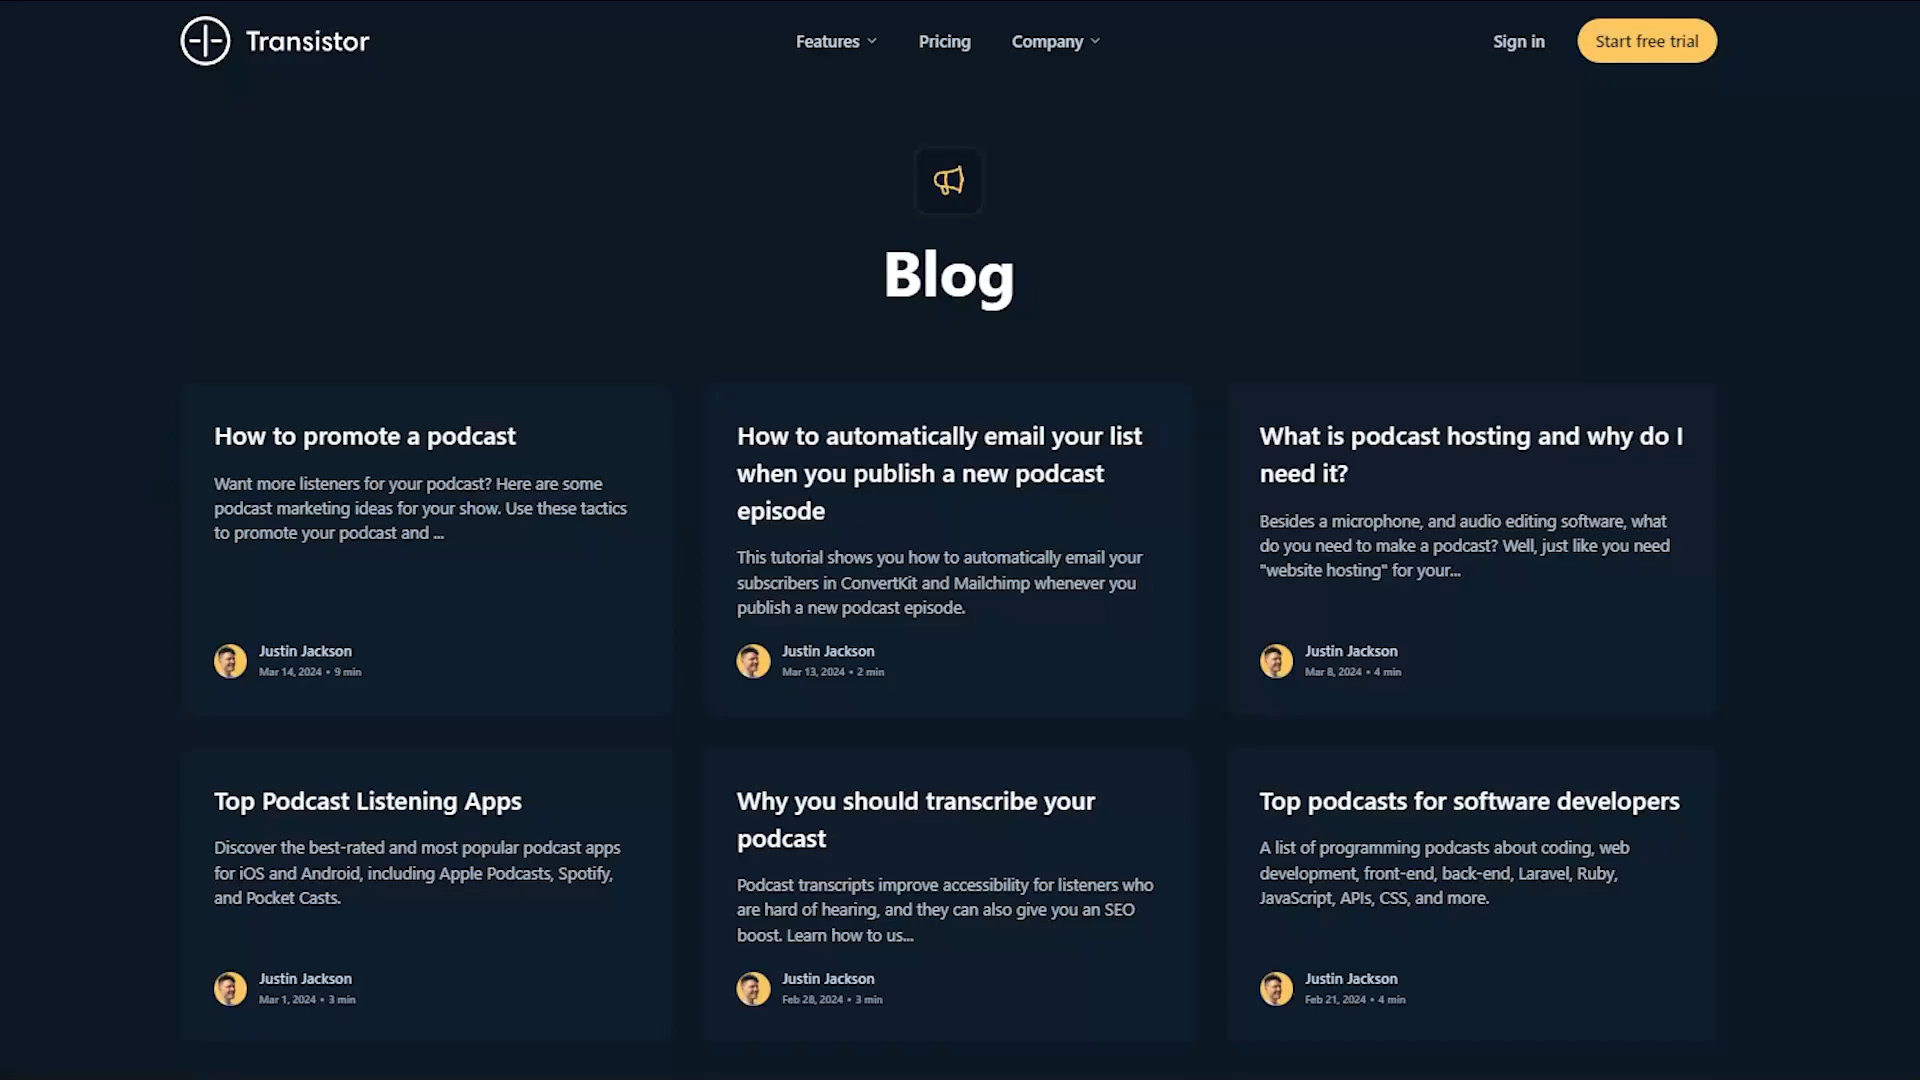 Transistor
Features
Pricing
Company
Sign in
Start free trial
Blog
How to promote a podcast
Want more listeners for your podcast? Here are some
podcast marketing ideas for your show. Use these tactics
to promote your podcast and ...
Justin Jackson
Mar 14, 2024 • 9 min
How to automatically email your list
when you publish a new podcast
episode
This tutorial shows you how to automatically email your
subscribers in ConvertKit and Mailchimp whenever you
publish a new podcast episode.
Justin Jackson
Mar 13, 2024 • 2 min
What is podcast hosting and why do I
need it?
Besides a microphone, and audio editing software, what
do you need to make a podcast? Well, just like you need
"website hosting" for your...
Justin Jackson
Mar 8, 2024 • 4 min
Top Podcast Listening Apps
Discover the best-rated and most popular podcast apps
for iOS and Android, including Apple Podcasts, Spotify,
and Pocket Casts.
Justin Jackson
Mar 1, 2024 • 3 min
Why you should transcribe your
podcast
Podcast transcripts improve accessibility for listeners who
are hard of hearing, and they can also give you an SEO
boost. Learn how to us...
Justin Jackson
Feb 28, 2024 • 3 min
Top podcasts for software developers
A list of programming podcasts about coding, web
development, front-end, back-end, Laravel, Ruby,
JavaScript, APIs, CSS, and more.
Justin Jackson
Feb 21, 2024 • 4 min